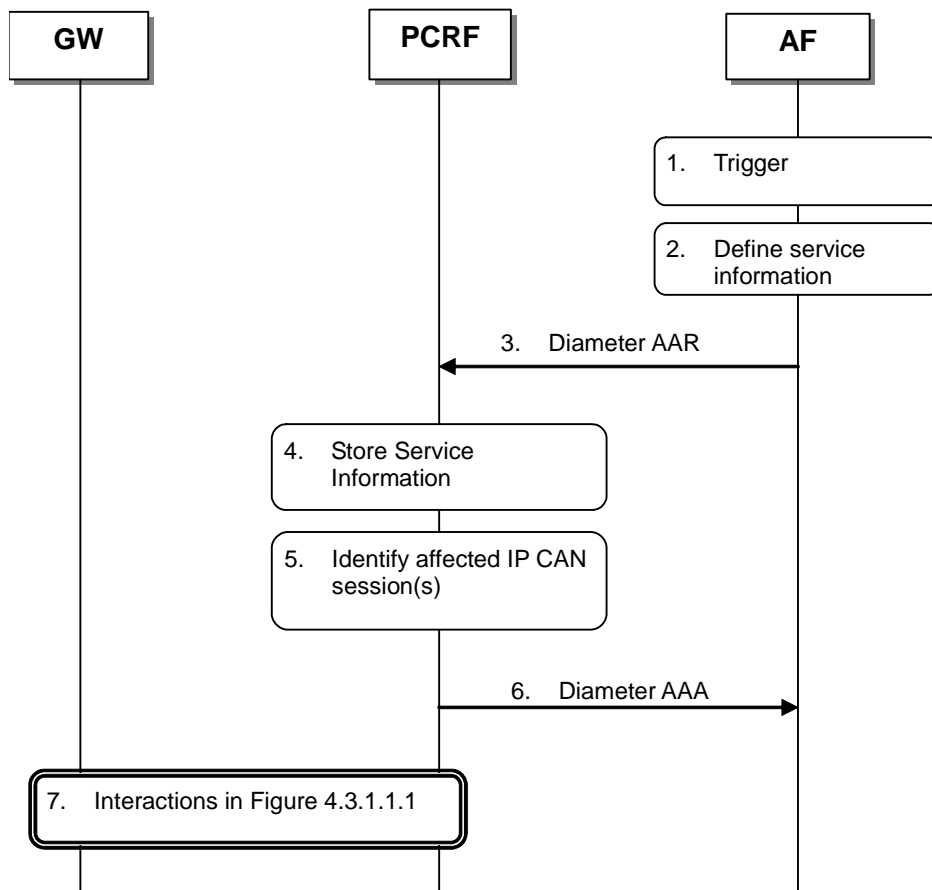 GW
PCRF
AF
1. Trigger
2. Define service
information
3. Diameter AAR
4. Store Service
Information
5. Identify affected IP CAN
session(s)
6. Diameter AAA
7. Interactions in Figure 4.3.1.1.1